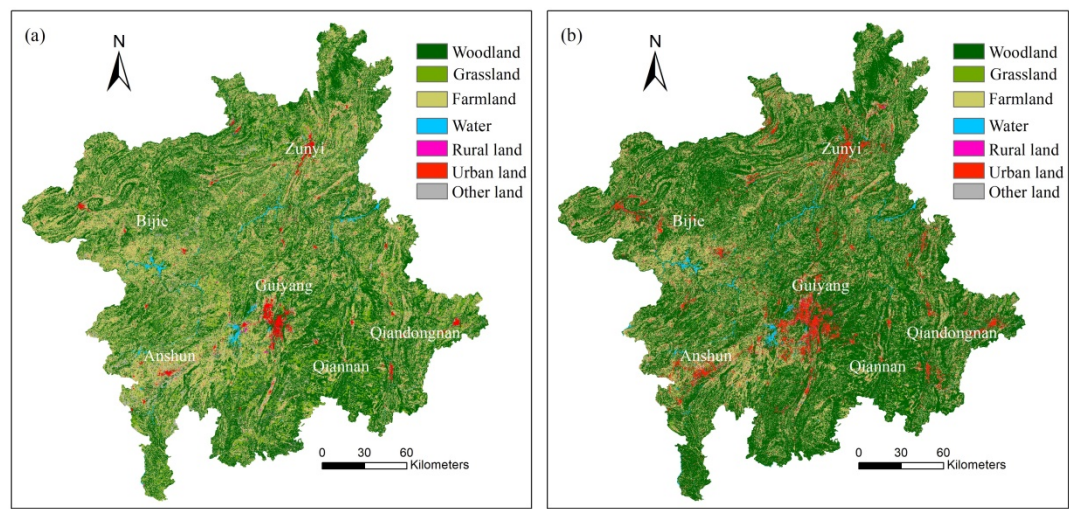 (a)
N
Woodland
Grassland
Farmland
Water
Rural land
Urban land
Other land
Zunyi
Bijie
Guiyang
Qiandongnan
Anshun
Qiannan
0 30 60
Kilometers
(b)
N
Woodland
Grassland
Farmland
Water
Rural land
Urban land
Other land
Zunyi
Bijie
Guiyang
Qiandongnan
Anshun
Qiannan
0 30 60
Kilometers